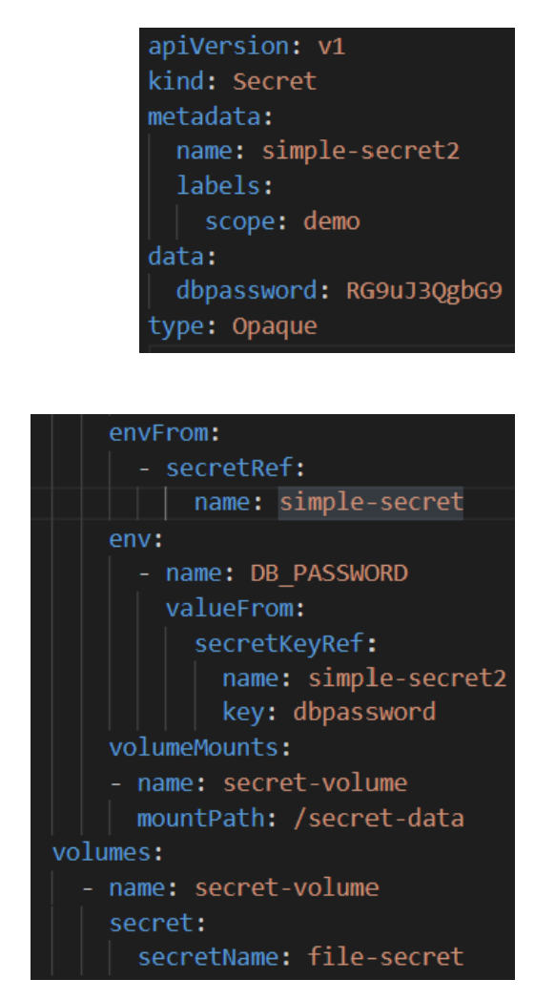 apiVersion: v1
kind: Secret
metadata:
name: simple-secret2
labels:
scope: demo
data:
dbpassword: RG9uJ3QgbG9
type: Opaque
envFrom:
- secretRef:
name: simple-secret
env:
- name: DB_PASSWORD
valueFrom:
secretKeyRef:
name: simple-secret2
key: dbpassword
volumeMounts:
- name: secret-volume
mountPath: /secret-data
volumes:
- name: secret-volume
secret:
secretName: file-secret